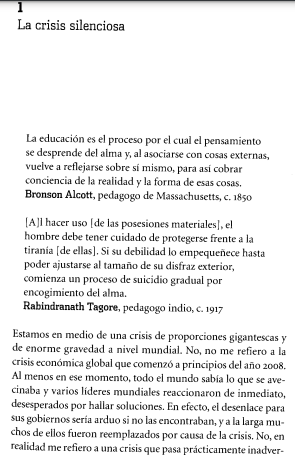 1
La crisis silenciosa
La educación es el proceso por el cual el pensamiento
se desprende del alma y, al asociarse con cosas externas,
vuelve a reflejarse sobre sí mismo, para así cobrar
conciencia de la realidad y la forma de esas cosas.
Bronson Alcott, pedagogo de Massachusetts, c. 1850
[A]l hacer uso [de las posesiones materiales], el
hombre debe tener cuidado de protegerse frente a la
tiranía [de ellas]. Si su debilidad lo empequeñece hasta
poder ajustarse al tamaño de su disfraz exterior,
comienza un proceso de suicidio gradual por
encogimiento del alma.
Rabindranath Tagore, pedagogo indio, c. 1917
Estamos en medio de una crisis de proporciones gigantescas y
de enorme gravedad a nivel mundial. No, no me refiero a la
crisis económica global que comenzó a principios del año 2008.
Al menos en ese momento, todo el mundo sabía lo que se ave-
cinaba y varios líderes mundiales reaccionaron de inmediato,
desesperados por hallar soluciones. En efecto, el desenlace para
sus gobiernos sería arduo si no las encontraban, y a la larga mu-
chos de ellos fueron reemplazados por causa de la crisis. No, en
realidad me refiero a una crisis que pasa prácticamente inadver-